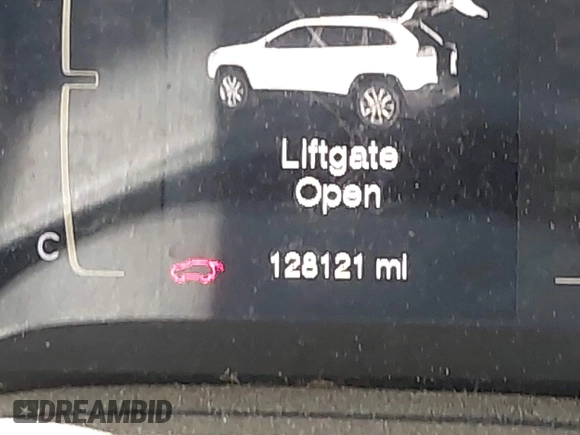 Liftgate
Open
C
128121 mi
DREAMBID